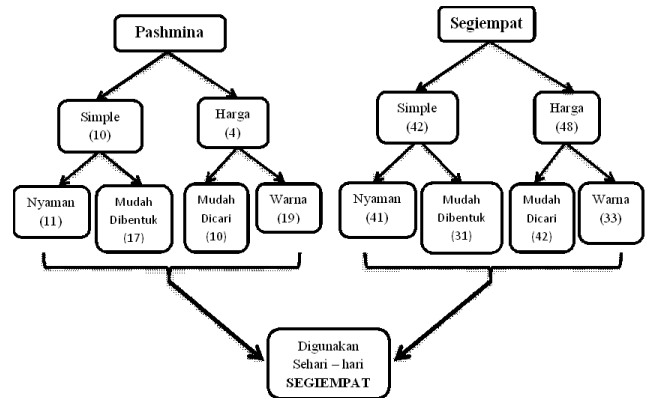 Pashmina
Segiempat
Simple
(10)
Harga
(4)
Simple
(42)
Harga
(48)
Nyaman
(11)
Mudah
Dibentuk
(17)
Mudah
Dicari
(10)
Warna
(19)
Nyaman
(41)
Mudah
Dibentuk
(31)
Mudah
Dicari
(42)
Warna
(33)
Digunakan
Sehari – hari
SEGIEMPAT